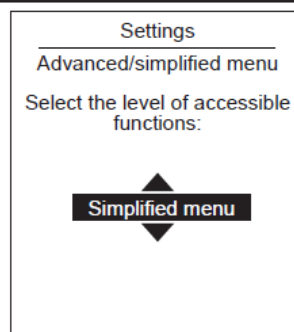 Settings
Advanced/simplified menu
Select the level of accessible
functions:
Simplified menu